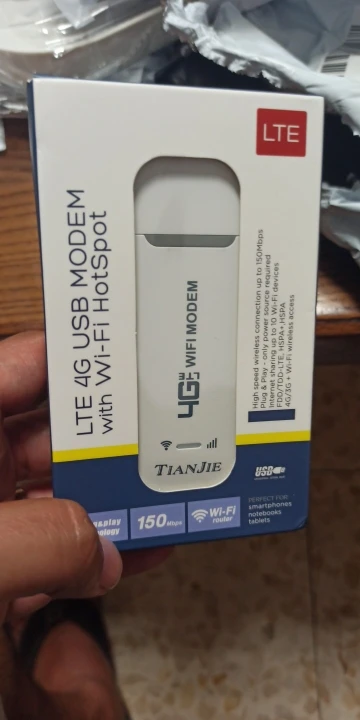 LTE
LTE 4G USB MODEM
with Wi-Fi HotSpot
4G LTE WIFI MODEM
TIANJIE
High speed wireless connection up to 150Mbps
Plug & Play - only power source required
Internet sharing up to 10 Wi-Fi devices
FDD/TDD-LTE, HSPA+,HSPA
4G/3G + Wi-Fi wireless access
USB
150Mbps
Wi-Fi
router
PERFECT FOR
smartphones
notebooks
tablets